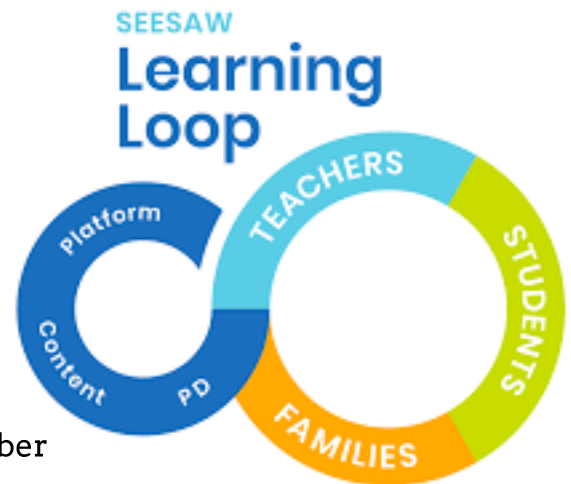 SEESAW
Learning
Loop
TEACHERS
Platform
STUDENTS
Content
PD
FAMILIES
ber